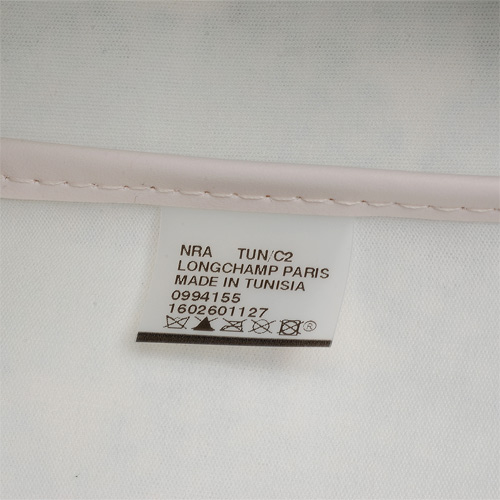 NRA TUN/C2
LONGCHAMP PARIS
MADE IN TUNISIA
0994155
1602601127
®